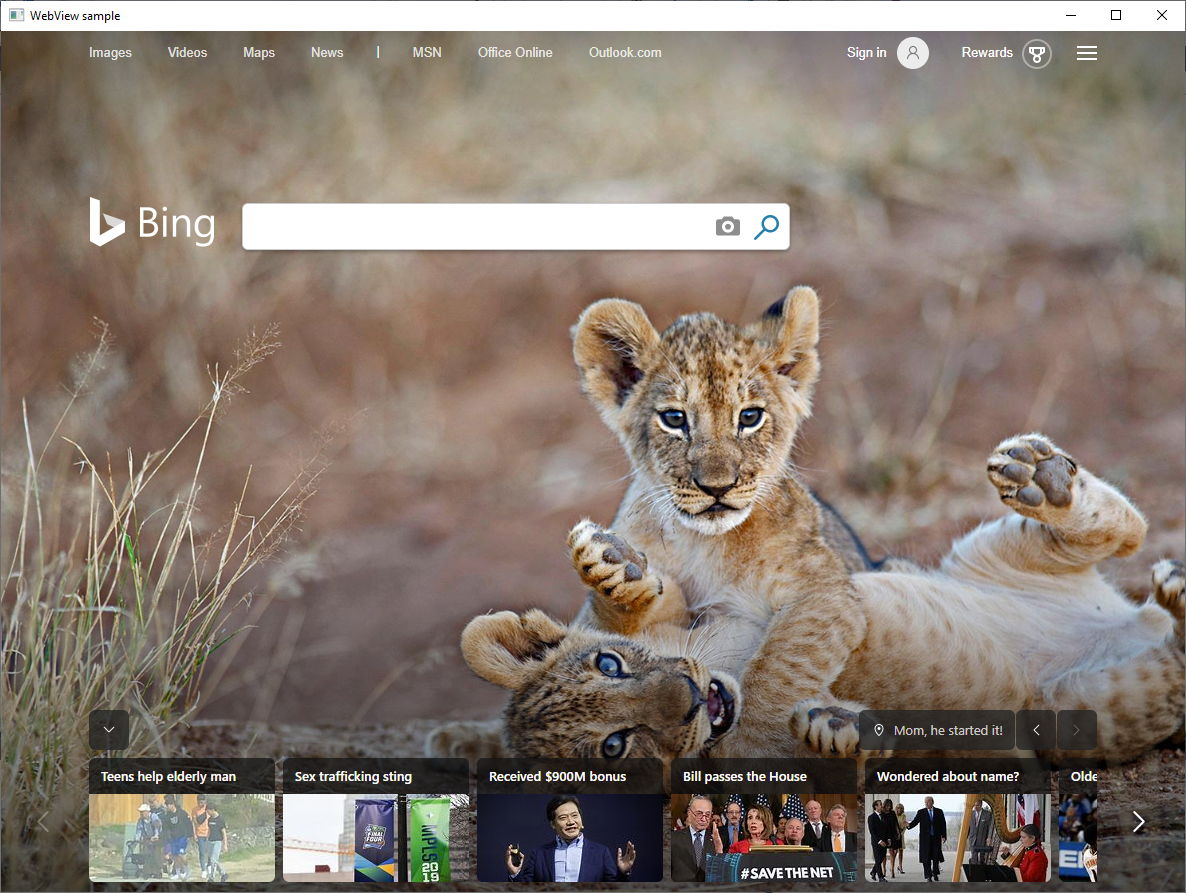 WebView sample
Images Videos Maps News | MSN Office Online Outlook.com Sign in Rewards
Bing
Mom, he started it!
Teens help elderly man
Sex trafficking sting
Received $900M bonus
Bill passes the House
Wondered about name?
Olde
FINAL FOUR
MPLS
2019
#SAVE THE NET